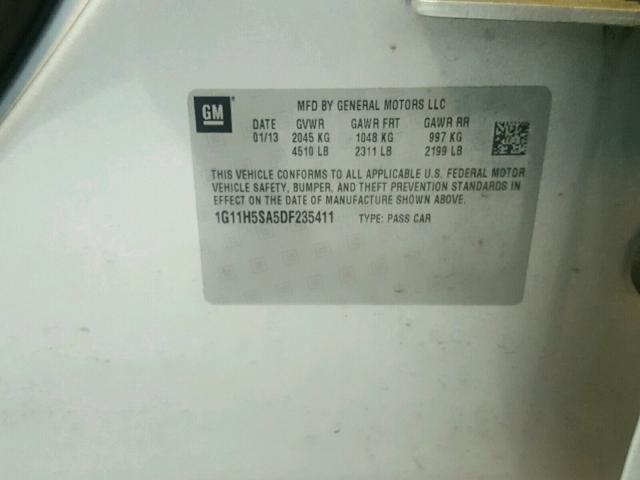 GM MFD BY GENERAL MOTORS LLC
DATE GVWR GAWR FRT GAWR RR
01/13 2045 KG 1048 KG 997 KG
4510 LB 2311 LB 2199 LB
THIS VEHICLE CONFORMS TO ALL APPLICABLE U.S. FEDERAL MOTOR
VEHICLE SAFETY, BUMPER, AND THEFT PREVENTION STANDARDS IN
EFFECT ON THE DATE OF MANUFACTURE SHOWN ABOVE.
1G11H5SA5DF235411 TYPE: PASS CAR